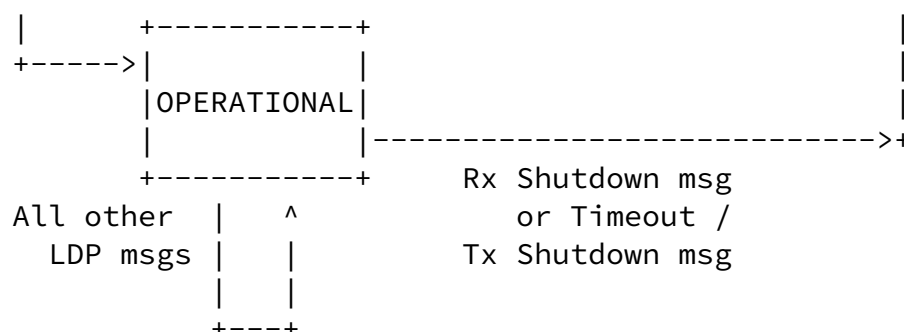 OPERATIONAL
Rx Shutdown msg
All other or Timeout /
LDP msgs Tx Shutdown msg